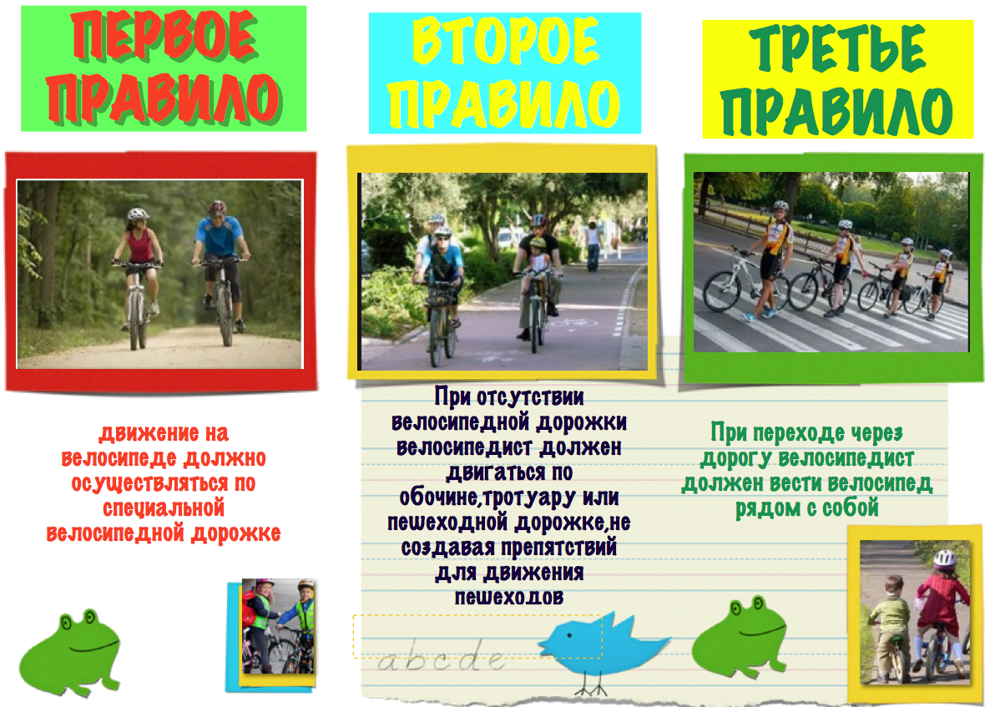 ПЕРВОЕ
ПРАВИЛО
движение на
велосипеде должно
осуществляться по
специальной
велосипедной дорожке
ВТОРОЕ
ПРАВИЛО
При отсутствии
велосипедной дорожки
велосипедист должен
двигаться по
обочине,тротуару или
пешеходной дорожке,не
создавая препятствий
для движения
пешеходов
abcde
ТРЕТЬЕ
ПРАВИЛО
При переходе через
дорогу велосипедист
должен вести велосипед
рядом с собой